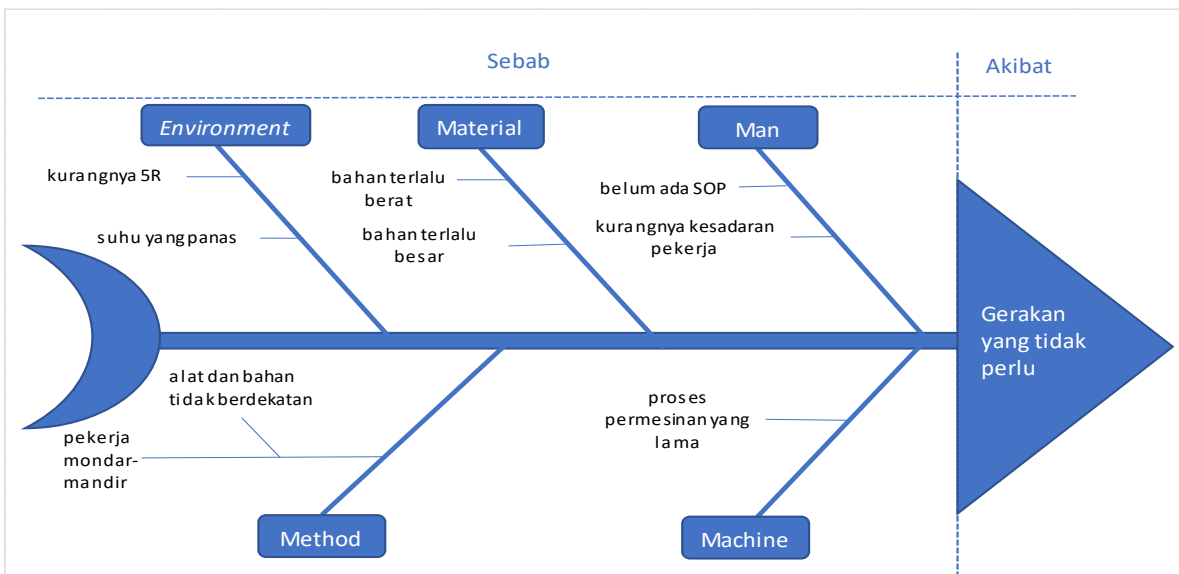 Sebab
Akibat
Environment
Material
Man
kurangnya 5R
suhu yang panas
bahan terlalu
berat
bahan terlalu
besar
belum ada SOP
kurangnya kesadaran
pekerja
Gerakan
yang tidak
perlu
alat dan bahan
tidak berdekatan
pekerja
mondar-
mandir
proses
permesinan yang
lama
Method
Machine